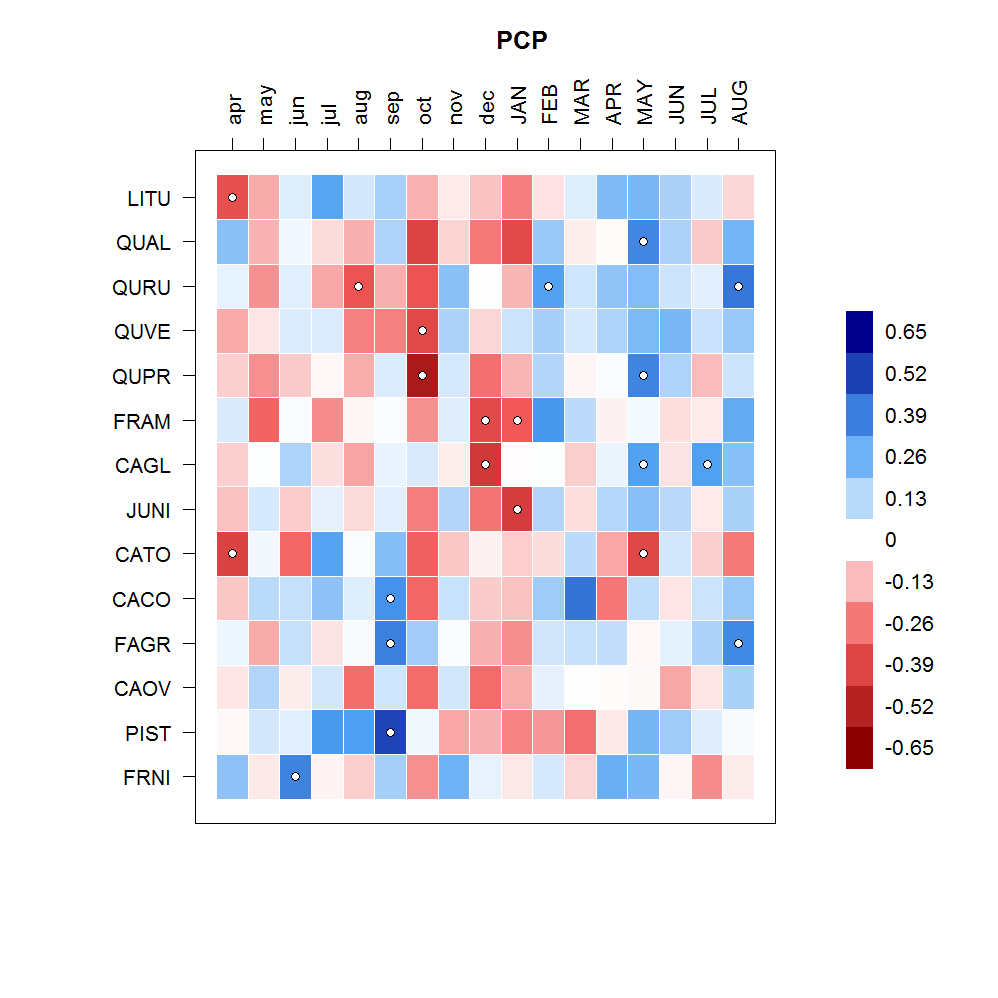 PCP
apr may jun jul aug sep oct nov dec JAN FEB MAR APR MAY JUN JUL AUG
LITU
QUAL
QURU
QUVE
QUPR
FRAM
CAGL
JUNI
CATO
CACO
FAGR
CAOV
PIST
FRNI
0.65
0.52
0.39
0.26
0.13
0
-0.13
-0.26
-0.39
-0.52
-0.65